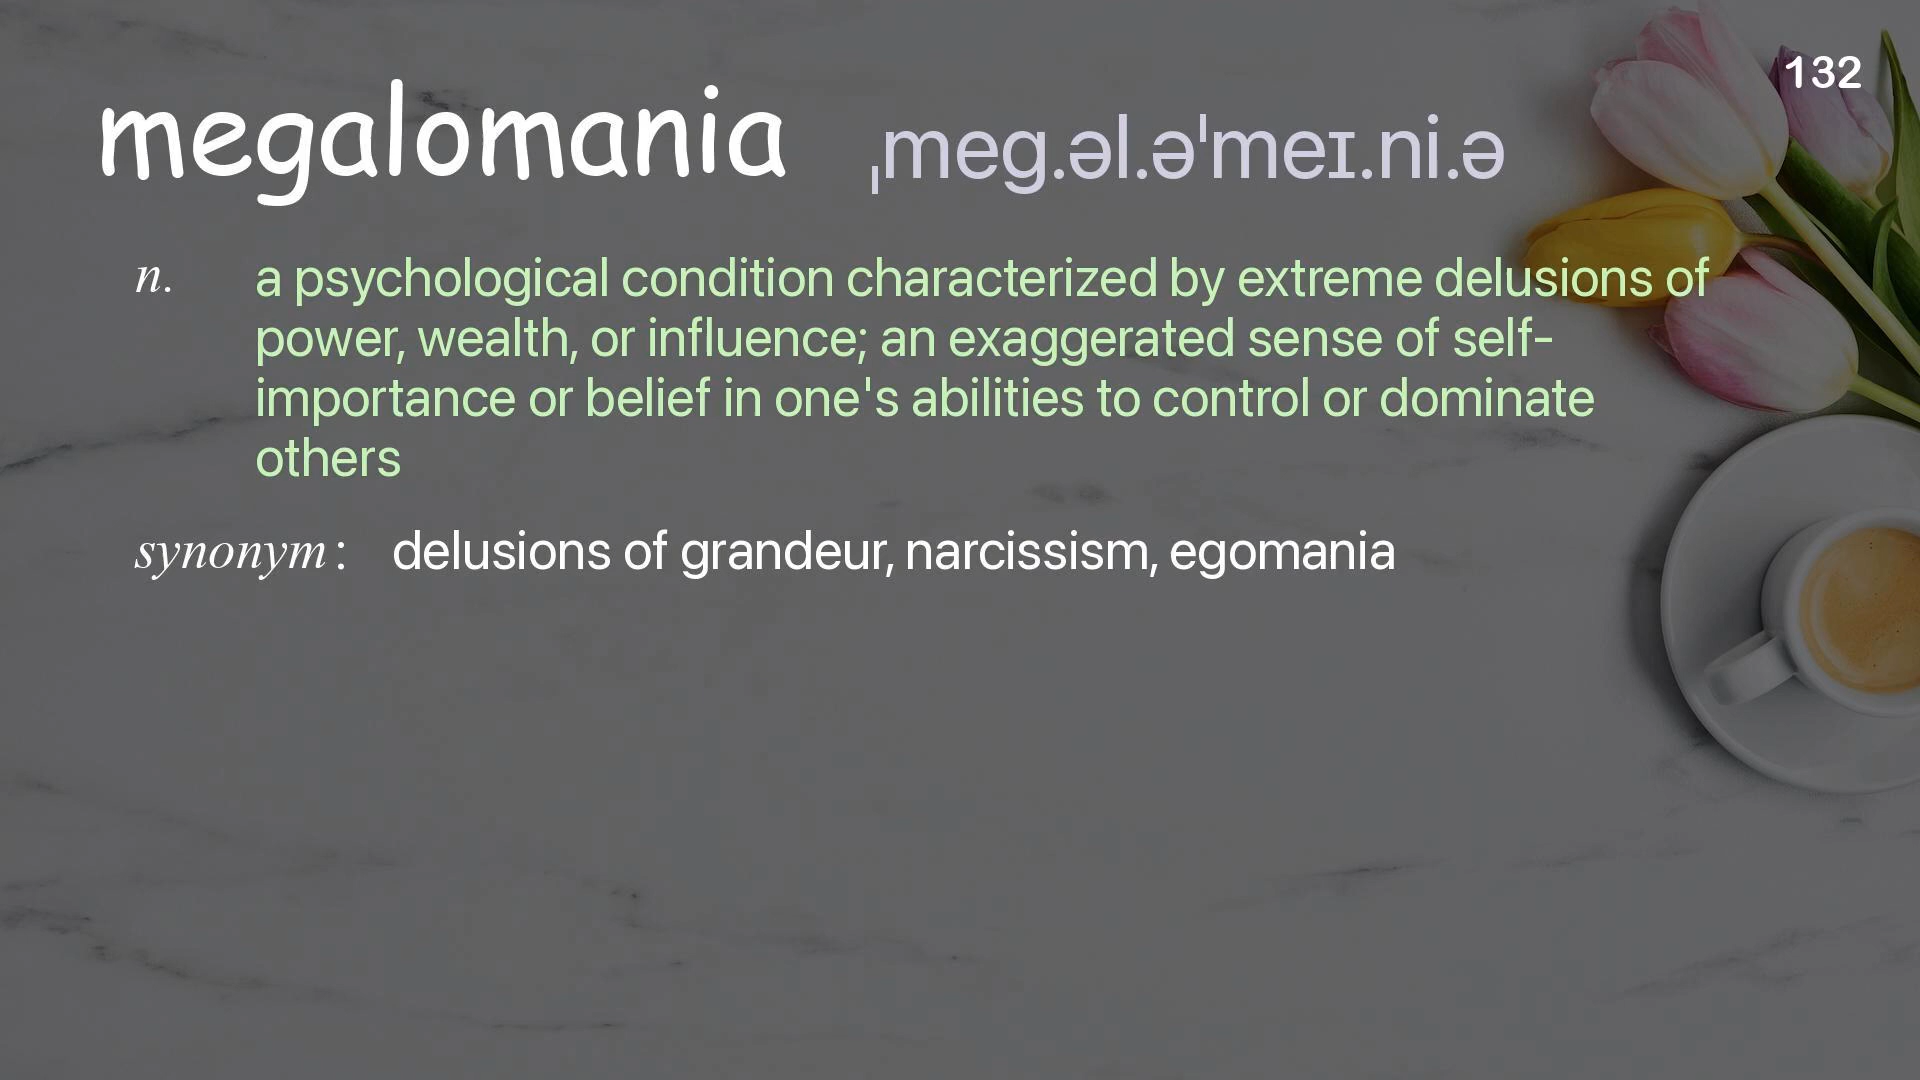 132
megalomania ˌmeɡ.əl.əˈmeɪ.ni.ə
n. a psychological condition characterized by extreme delusions of
power, wealth, or influence; an exaggerated sense of self-
importance or belief in one's abilities to control or dominate
others
synonym: delusions of grandeur, narcissism, egomania